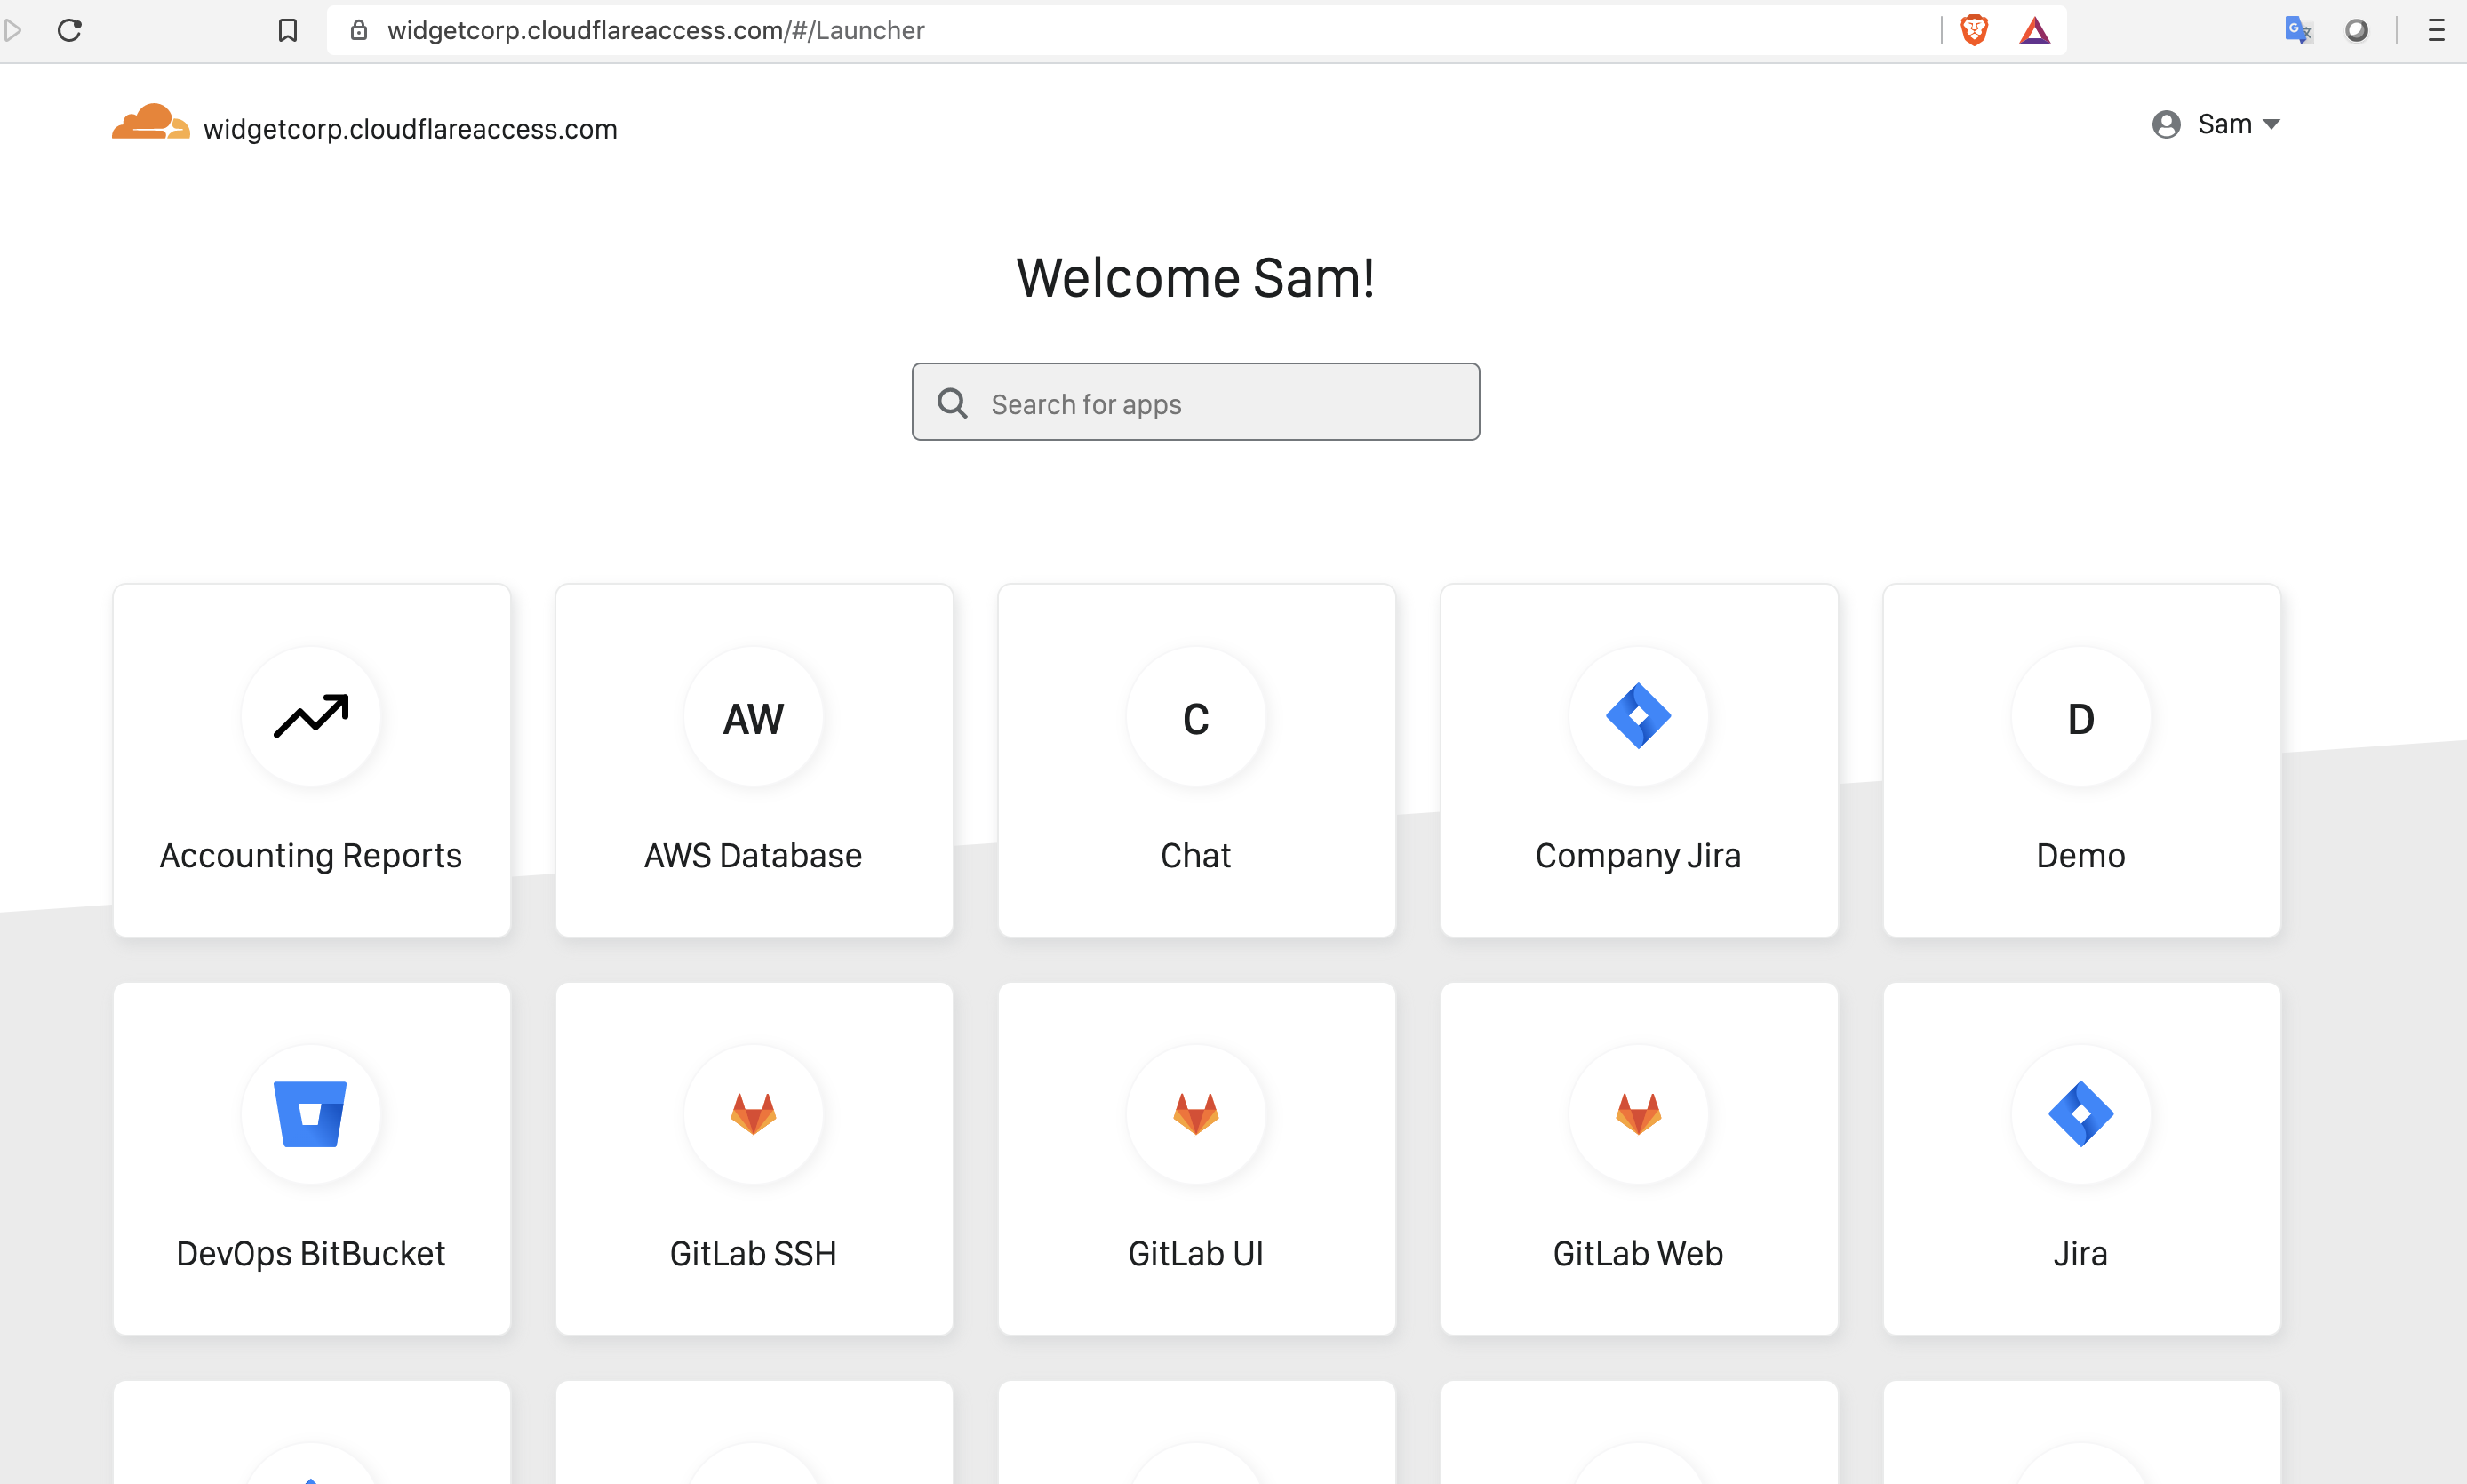 widgetcorp.cloudflareaccess.com/#/Launcher
widgetcorp.cloudflareaccess.com
Sam
Welcome Sam!
Search for apps
AW
C
D
Accounting Reports
AWS Database
Chat
Company Jira
Demo
DevOps BitBucket
GitLab SSH
GitLab UI
GitLab Web
Jira